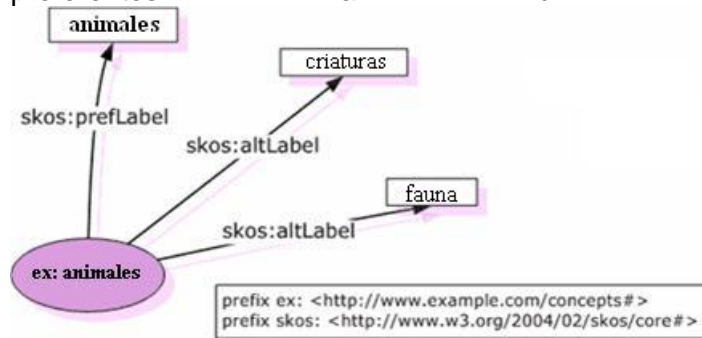 animales
criaturas
skos:prefLabel
skos:altLabel
fauna
skos:altLabel
ex: animales
prefix ex: <http://www.example.com/concepts#>
prefix skos: <http://www.w3.org/2004/02/skos/core#>